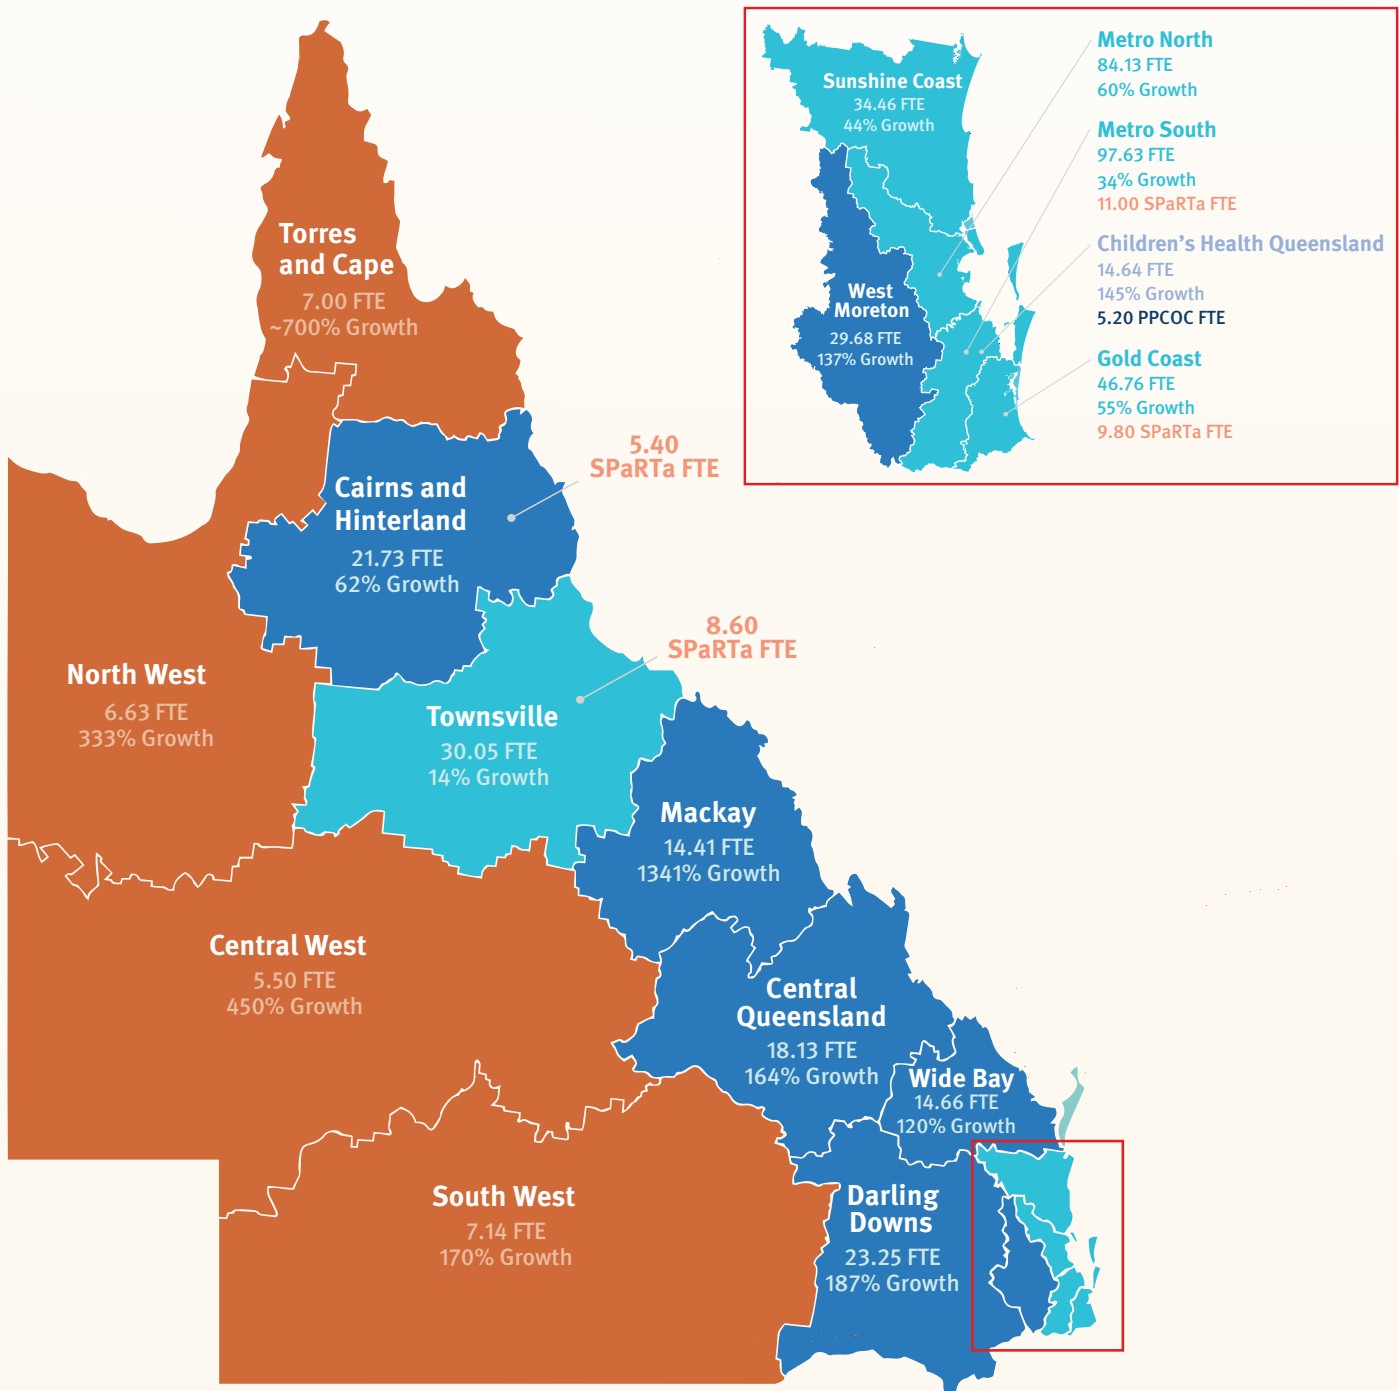 Torres
and Cape
7.00 FTE
~700% Growth
Cairns and
Hinterland
21.73 FTE
62% Growth
5.40
SPaRTa FTE
North West
6.63 FTE
333% Growth
Townsville
30.05 FTE
14% Growth
8.60
SPaRTa FTE
Mackay
14.41 FTE
1341% Growth
Central West
5.50 FTE
450% Growth
Central
Queensland
18.13 FTE
164% Growth
Wide Bay
14.66 FTE
120% Growth
South West
7.14 FTE
170% Growth
Darling
Downs
23.25 FTE
187% Growth
Sunshine Coast
34.46 FTE
44% Growth
West
Moreton
29.68 FTE
137% Growth
Metro North
84.13 FTE
60% Growth
Metro South
97.63 FTE
34% Growth
11.00 SPaRTa FTE
Children's Health Queensland
14.64 FTE
145% Growth
5.20 PPCOC FTE
Gold Coast
46.76 FTE
55% Growth
9.80 SPaRTa FTE